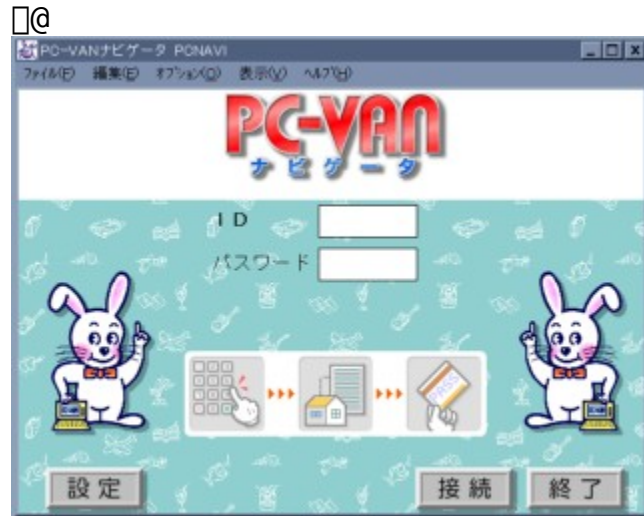 □@
PC-VANナビゲータ PCNAVI
ファイル(F) 編集(E) オプション(O) 表示(V) ヘルプ(H)
PC-VAN
ナビゲータ
ID
パスワード
PASS
設定 接続 終了